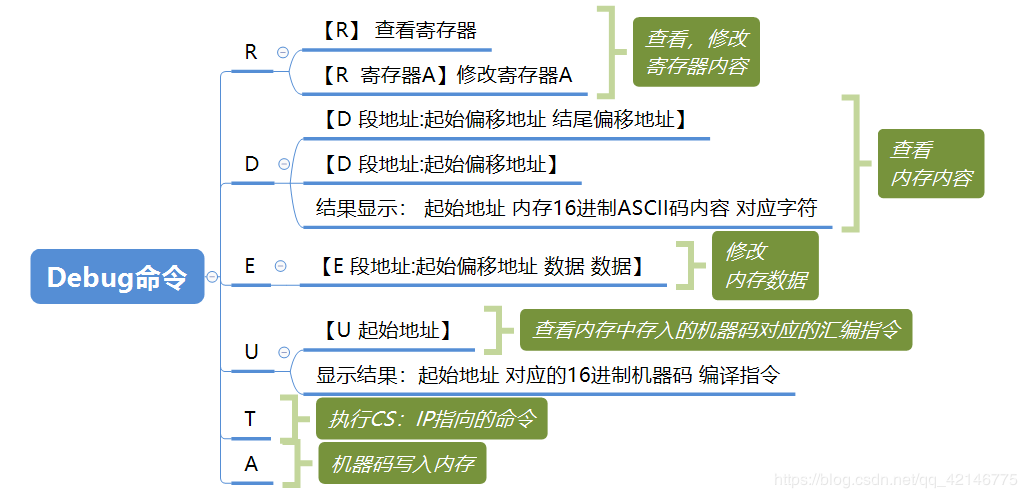 Debug命令
R
【R】 查看寄存器
【R 寄存器A】修改寄存器A
查看，修改
寄存器内容
D
【D 段地址:起始偏移地址 结尾偏移地址】
【D 段地址:起始偏移地址】
结果显示： 起始地址 内存16进制ASCII码内容 对应字符
查看
内存内容
E
【E 段地址:起始偏移地址 数据 数据】
修改
内存数据
U
【U 起始地址】
查看内存中存入的机器码对应的汇编指令
显示结果：起始地址 对应的16进制机器码 编译指令
T
执行CS：IP指向的命令
A
机器码写入内存
https://blog.csdn.net/qq_42146775